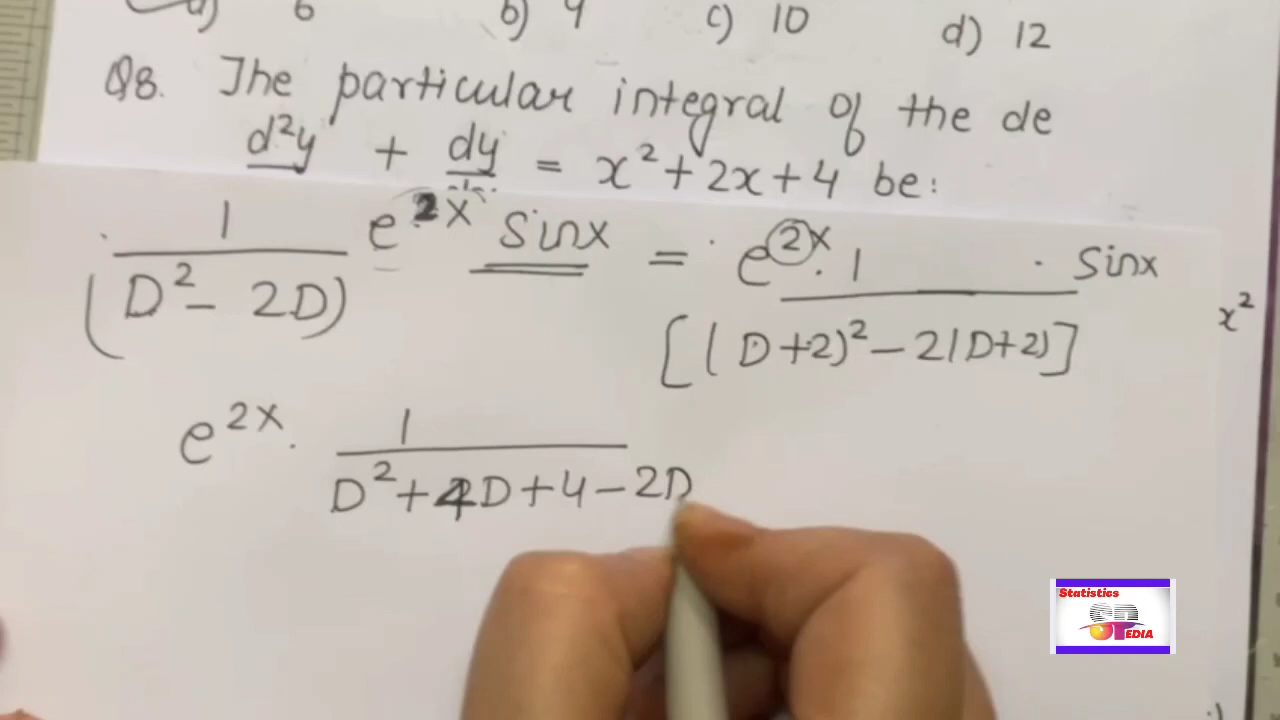 a) 6 b) 4 c) 10 d) 12
Q8. The particular integral of the de
d²y + dy = x² + 2x + 4 be:
1 / (D² - 2D) e^2x sinx = e^2x · 1 / [(D+2)² - 2(D+2)] · sinx
x²
e^2x · 1 / D² + 4D + 4 - 2D
Statistics
EDIA